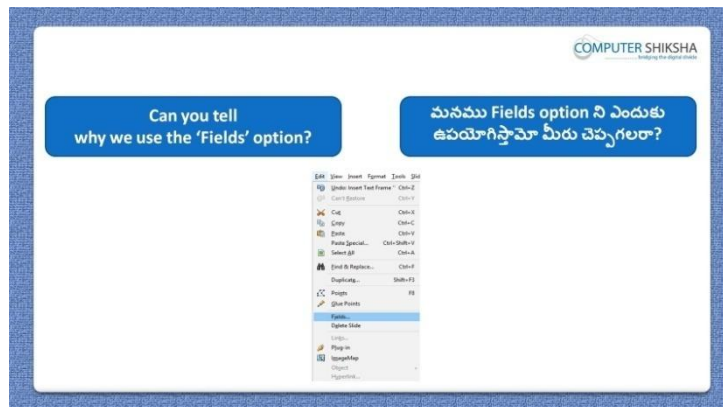 COMPUTER SHIKSHA
bridging the digital divide
Can you tell
why we use the ‘Fields’ option?
మనము Fields option ని ఎందుకు
ఉపయోగిస్తామో మీరు చెప్పగలరా?
Edit View Insert Format Tools Slid
Undo: Insert Text Frame Ctrl+Z
Can't Restore Ctrl+Y
Cut Ctrl+X
Copy Ctrl+C
Paste Ctrl+V
Paste Special... Ctrl+Shift+V
Select All Ctrl+A
Find & Replace... Ctrl+F
Duplicate... Shift+F3
Points F8
Glue Points
Fields...
Delete Slide
Links...
Plug-in
ImageMap
Object
Hyperlink...